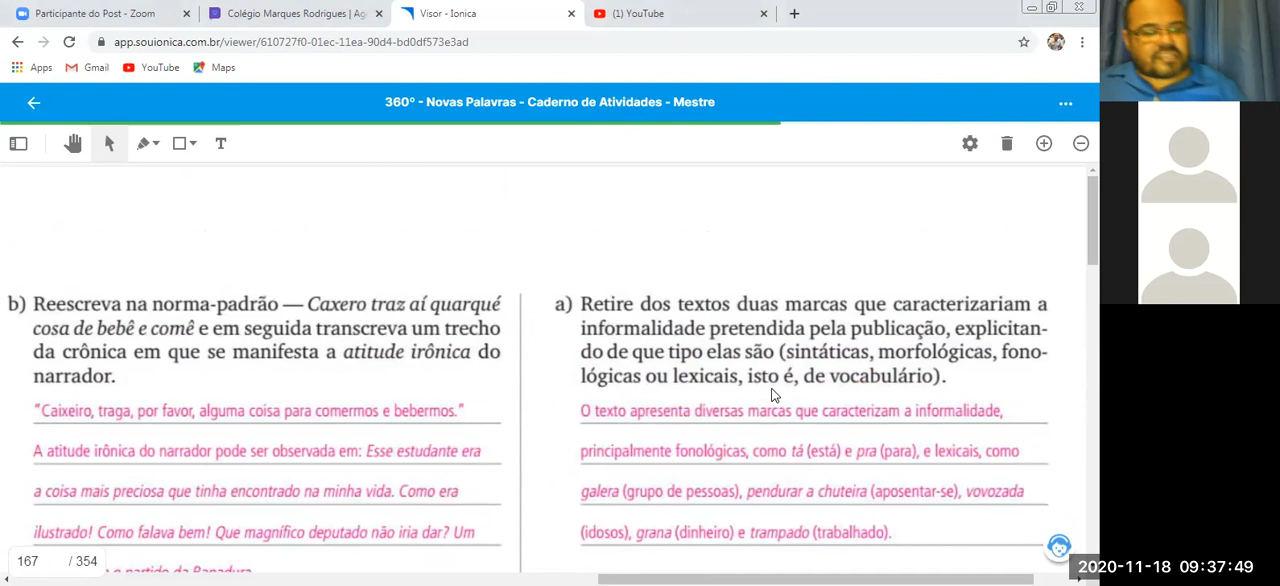 Participante do Post - Zoom
Colégio Marques Rodrigues | Ag
Visor - Ionica
(1) YouTube
app.souionica.com.br/viewer/610727f0-01ec-11ea-90d4-bd0df573e3ad
Apps
Gmail
YouTube
Maps
360º - Novas Palavras - Caderno de Atividades - Mestre
T
b) Reescreva na norma-padrão — Caxero traz aí quarqué
cosa de bebê e comê e em seguida transcreva um trecho
da crônica em que se manifesta a atitude irônica do
narrador.
“Caixeiro, traga, por favor, alguma coisa para comermos e bebermos.”
A atitude irônica do narrador pode ser observada em: Esse estudante era
a coisa mais preciosa que tinha encontrado na minha vida. Como era
ilustrado! Como falava bem! Que magnífico deputado não iria dar? Um
o partido da Rapadura.
a) Retire dos textos duas marcas que caracterizariam a
informalidade pretendida pela publicação, explicitan-
do de que tipo elas são (sintáticas, morfológicas, fono-
lógicas ou lexicais, isto é, de vocabulário).
O texto apresenta diversas marcas que caracterizam a informalidade,
principalmente fonológicas, como tá (está) e pra (para), e lexicais, como
galera (grupo de pessoas), pendurar a chuteira (aposentar-se), vovozada
(idosos), grana (dinheiro) e trampado (trabalhado).
167 / 354
2020-11-18 09:37:49